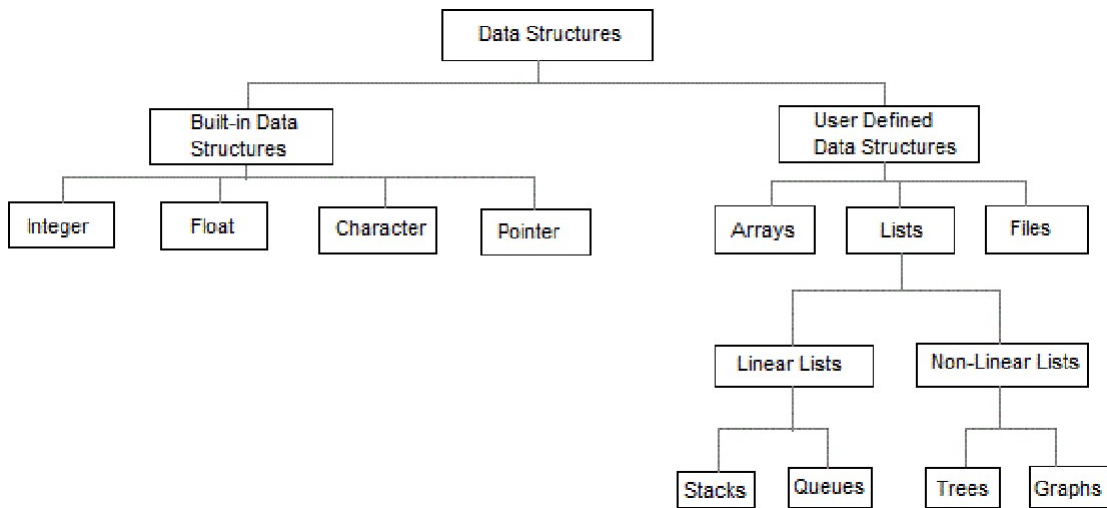 Data Structures
Built-in Data
Structures
User Defined
Data Structures
Integer
Float
Character
Pointer
Arrays
Lists
Files
Linear Lists
Non-Linear Lists
Stacks
Queues
Trees
Graphs